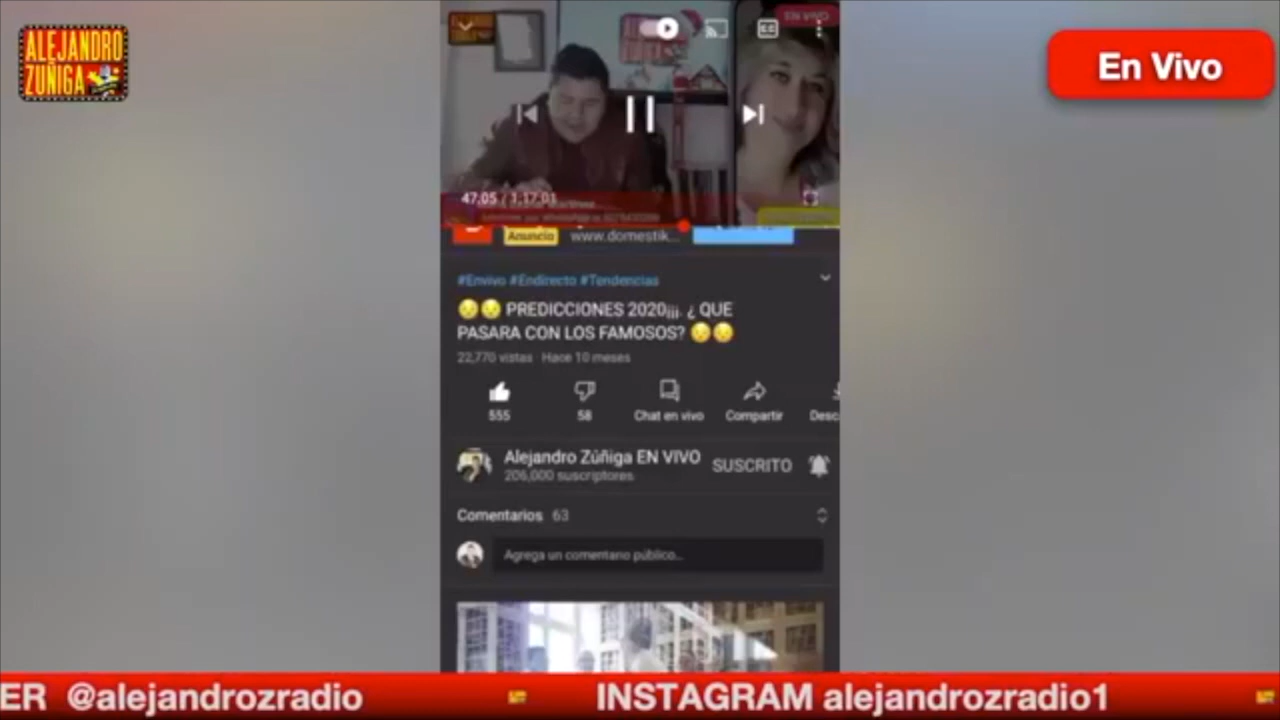 ALEJANDRO
ZUÑIGA
En Vivo
EN VIVO
47:05 / 1:17:01
Anuncio
www.domestik...
#Envivo #Endirecto #Tendencias
😥😥 PREDICCIONES 2020¡¡¡. ¿ QUE
PASARA CON LOS FAMOSOS? 😥😥
22,770 vistas · Hace 10 meses
555
58
Chat en vivo
Compartir
Desc
Alejandro Zúñiga EN VIVO
206,000 suscriptores
SUSCRITO
Comentarios 63
Agrega un comentario público...
ER @alejandrozradio
INSTAGRAM alejandrozradio1